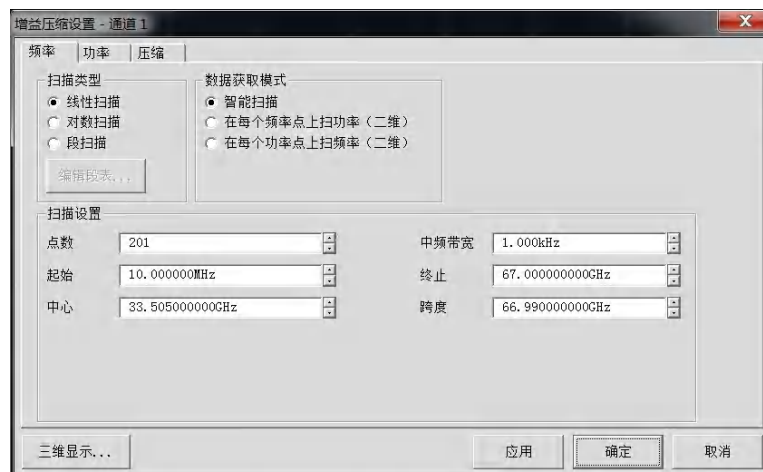 增益压缩设置 - 通道 1
频率 功率 压缩
扫描类型
线性扫描
对数扫描
段扫描
编辑段表...
数据获取模式
智能扫描
在每个频率点上扫功率（二维）
在每个功率点上扫频率（二维）
扫描设置
点数 201 中频带宽 1.000kHz
起始 10.000000MHz 终止 67.000000000GHz
中心 33.505000000GHz 跨度 66.990000000GHz
三维显示... 应用 确定 取消